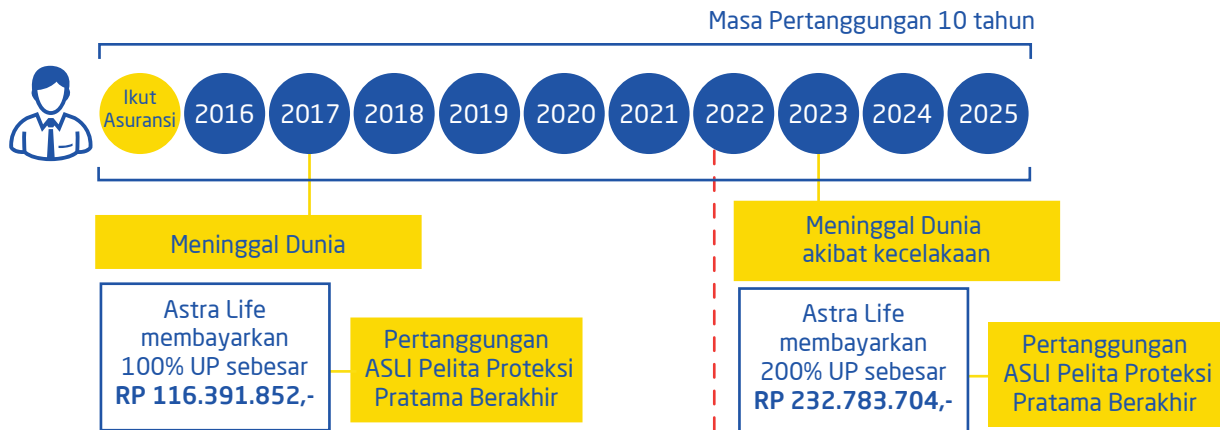 Masa Pertanggungan 10 tahun
Ikut
Asuransi
2016
2017
2018
2019
2020
2021
2022
2023
2024
2025
Meninggal Dunia
Astra Life
membayarkan
100% UP sebesar
RP 116.391.852,-
Pertanggungan
ASLI Pelita Proteksi
Pratama Berakhir
Meninggal Dunia
akibat kecelakaan
Astra Life
membayarkan
200% UP sebesar
RP 232.783.704,-
Pertanggungan
ASLI Pelita Proteksi
Pratama Berakhir